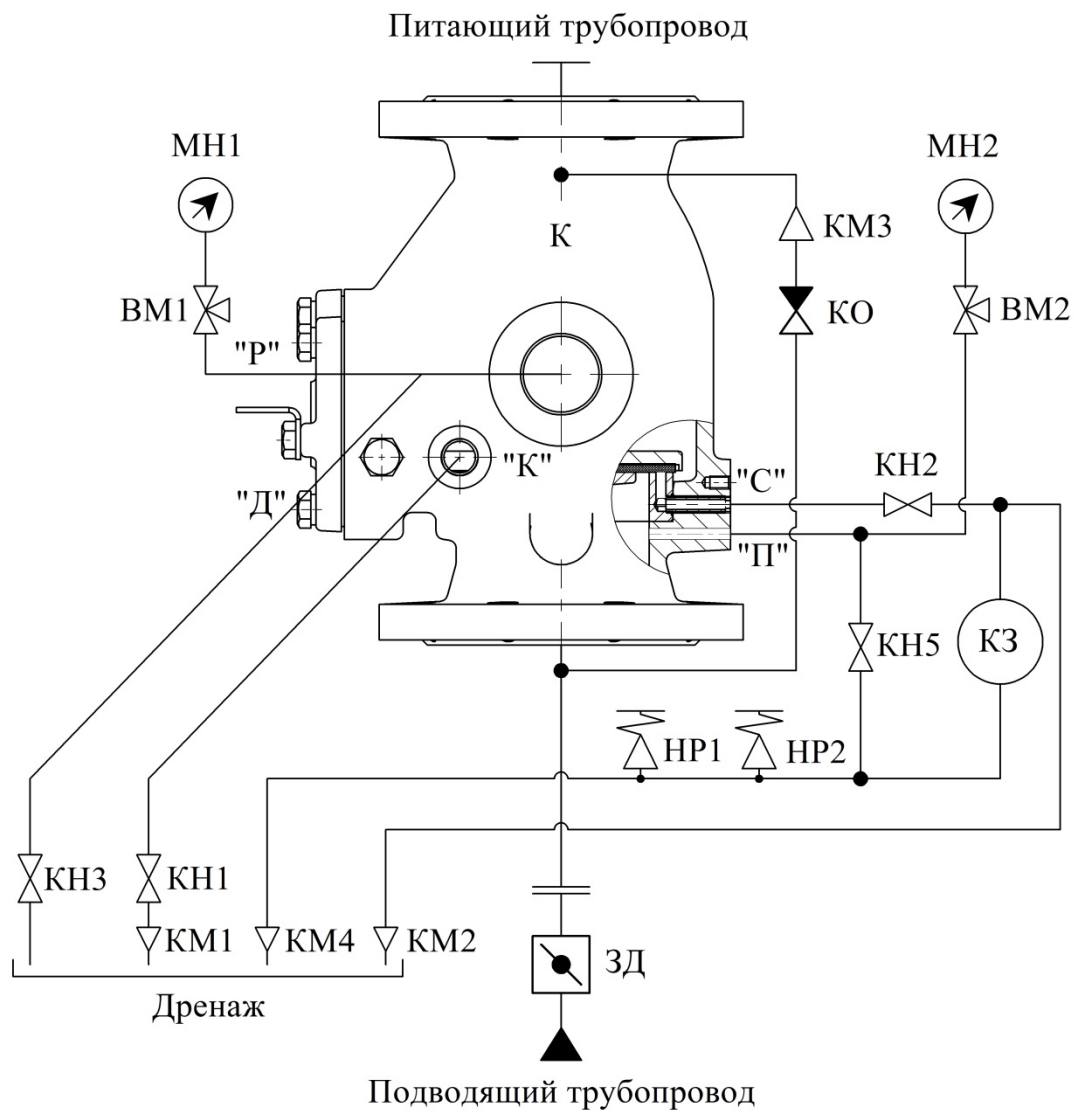 Питающий трубопровод
МН1
МН2
КМ3
К
ВМ1
КО
ВМ2
"Р"
"К"
"С"
КН2
"Д"
"П"
КН5
КЗ
НР1
НР2
КН3
КН1
КМ1
КМ4
КМ2
ЗД
Дренаж
Подводящий трубопровод